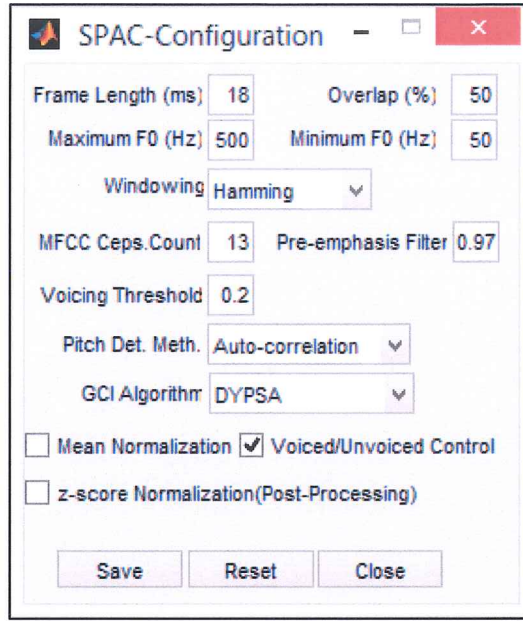 SPAC-Configuration
Frame Length (ms) 18 Overlap (%) 50
Maximum F0 (Hz) 500 Minimum F0 (Hz) 50
Windowing Hamming
MFCC Ceps.Count 13 Pre-emphasis Filter 0.97
Voicing Threshold 0.2
Pitch Det. Meth. Auto-correlation
GCI Algorithm DYPSA
Mean Normalization Voiced/Unvoiced Control
z-score Normalization(Post-Processing)
Save Reset Close